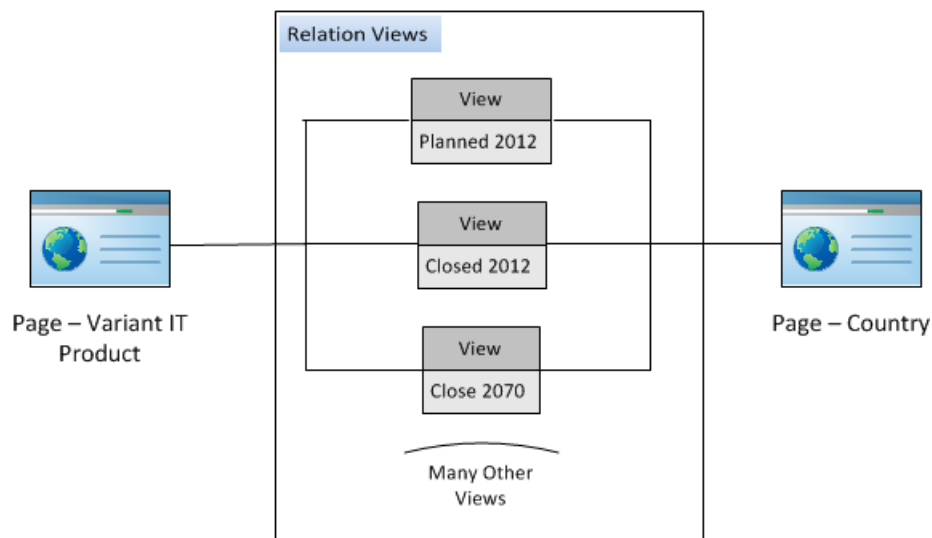 Relation Views
View
Planned 2012
View
Closed 2012
View
Close 2070
Many Other
Views
Page – Variant IT
Product
Page – Country